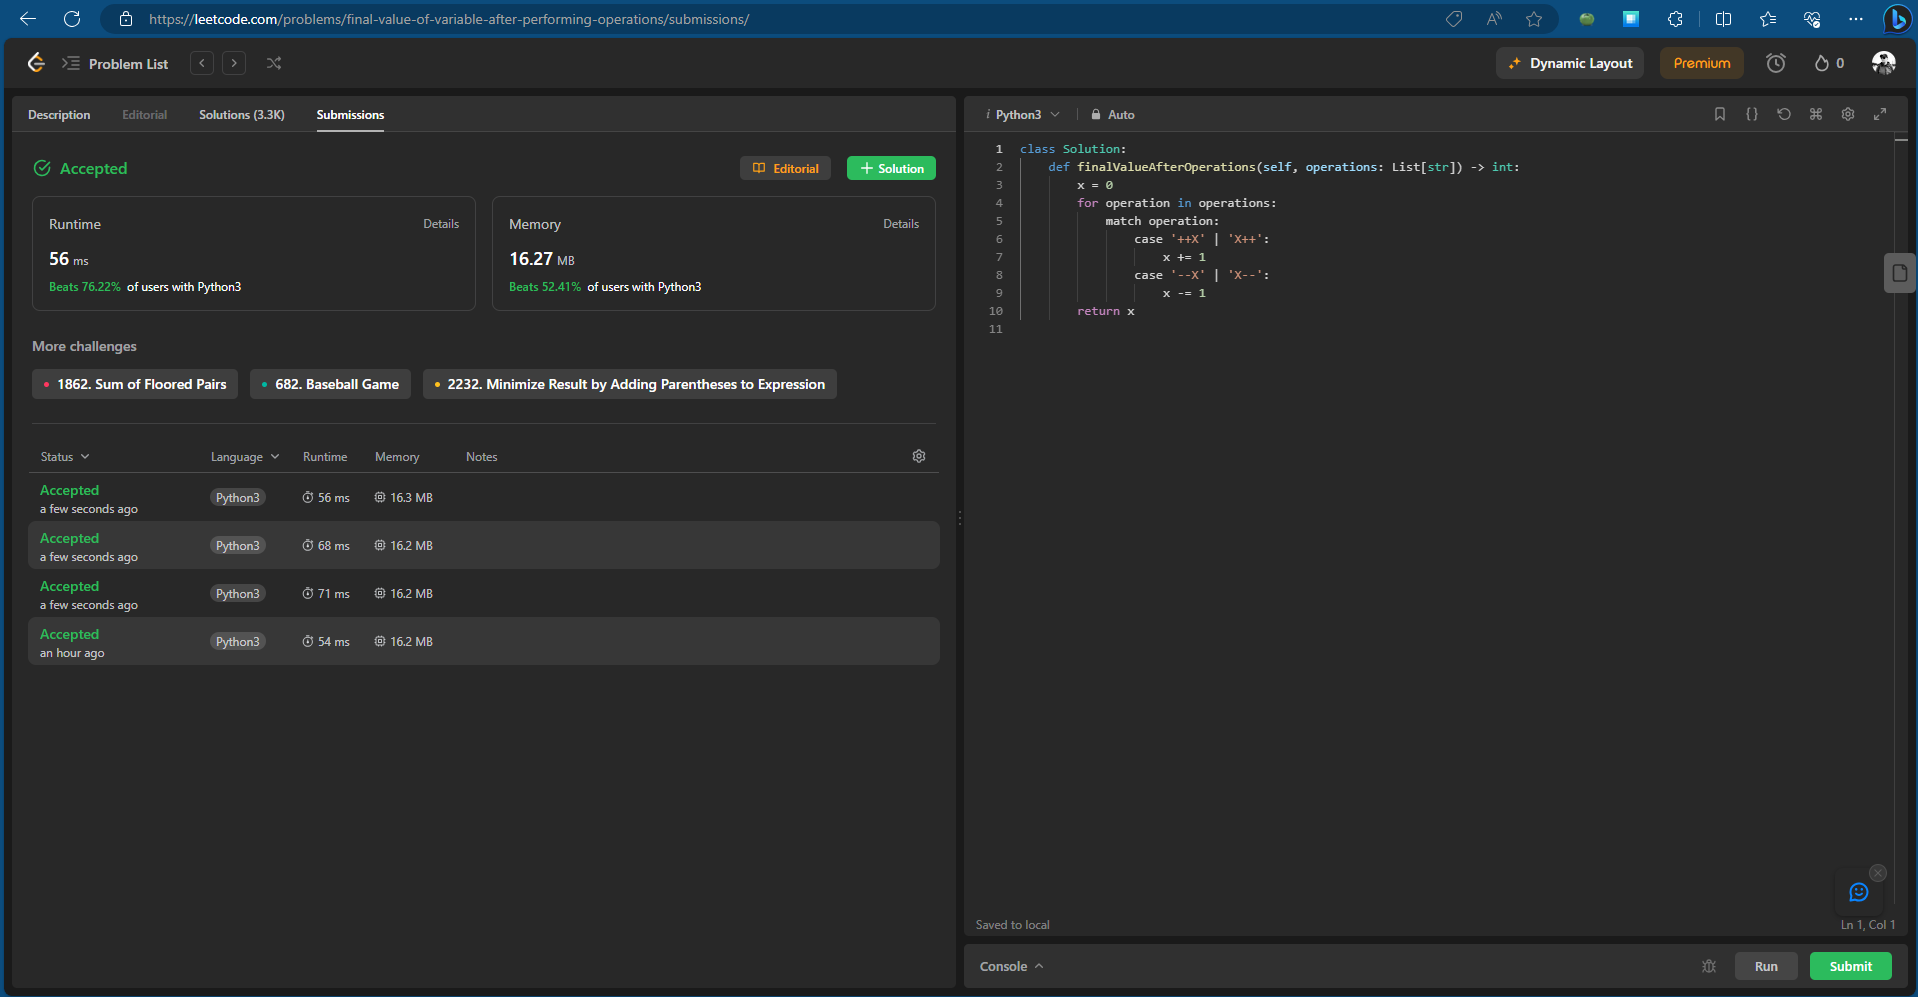 https://leetcode.com/problems/final-value-of-variable-after-performing-operations/submissions/
Problem List
Dynamic Layout
Premium
0
Description Editorial Solutions (3.3K) Submissions
Accepted
Editorial
Solution
Runtime Details
56 ms
Beats 76.22% of users with Python3
Memory Details
16.27 MB
Beats 52.41% of users with Python3
More challenges
1862. Sum of Floored Pairs
682. Baseball Game
2232. Minimize Result by Adding Parentheses to Expression
Status Language Runtime Memory Notes
Accepted
a few seconds ago
Python3 56 ms 16.3 MB
Accepted
a few seconds ago
Python3 68 ms 16.2 MB
Accepted
a few seconds ago
Python3 71 ms 16.2 MB
Accepted
an hour ago
Python3 54 ms 16.2 MB
i Python3 Auto
1 class Solution:
2     def finalValueAfterOperations(self, operations: List[str]) -> int:
3         x = 0
4         for operation in operations:
5             match operation:
6                 case '++X' | 'X++':
7                     x += 1
8                 case '--X' | 'X--':
9                     x -= 1
10         return x
11
Saved to local
Ln 1, Col 1
Console
Run
Submit